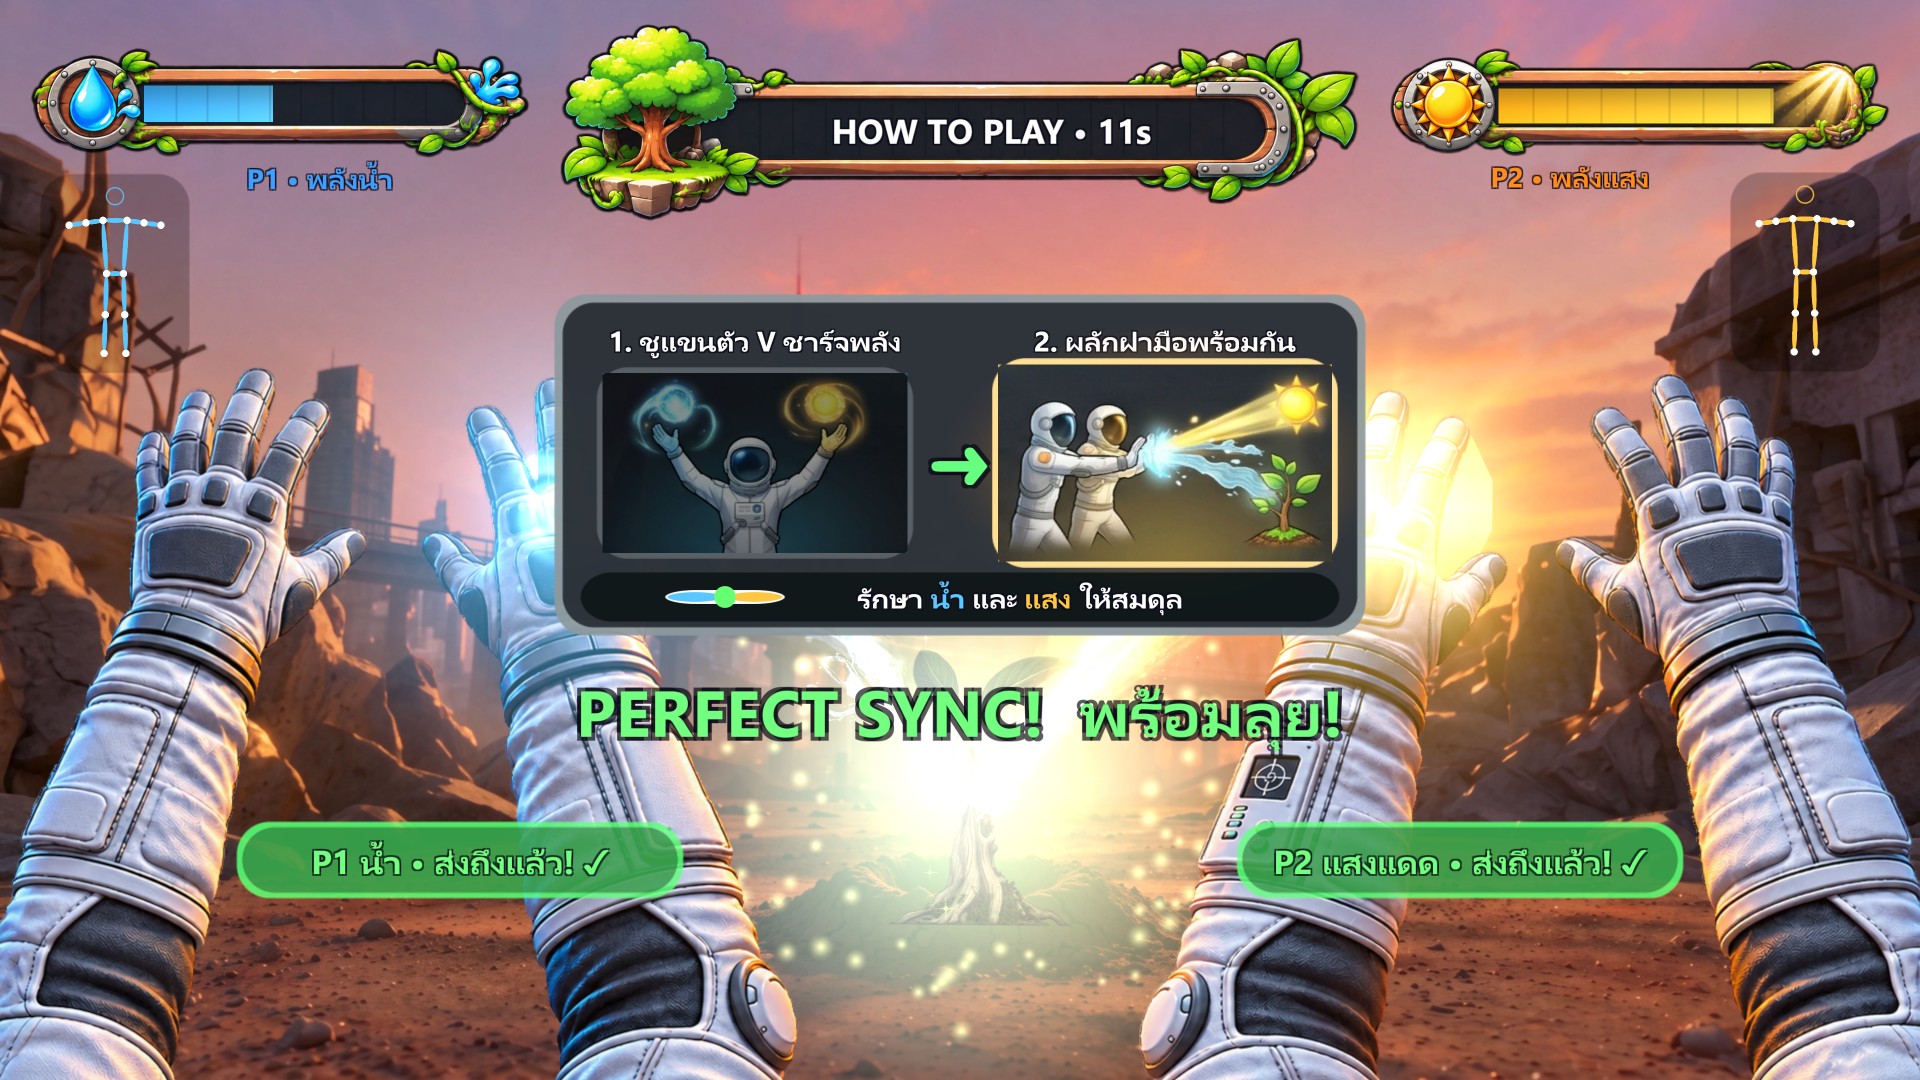 HOW TO PLAY • 11s
P1 • พลังน้ำ
P2 • พลังแสง
1. ชูแขนตัว V ชาร์จพลัง
2. ผลักฝ่ามือพร้อมกัน
รักษา น้ำ และ แสง ให้สมดุล
PERFECT SYNC! พร้อมลุย!
P1 น้ำ • ส่งถึงแล้ว! ✓
P2 แสงแดด • ส่งถึงแล้ว! ✓